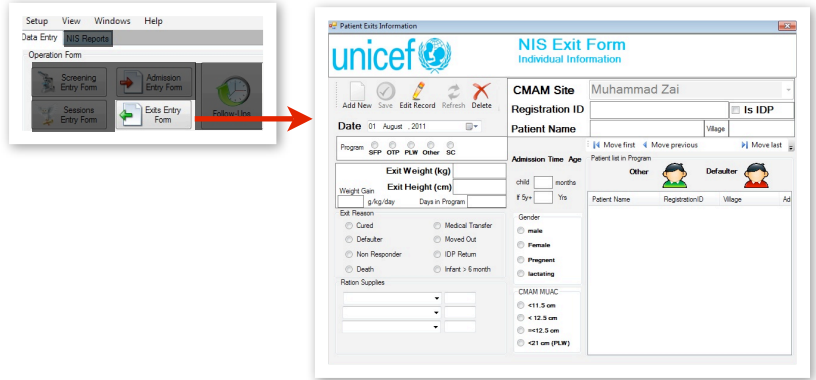 Setup View Windows Help
Data Entry NIS Reports
Operation Form
Screening Entry Form
Admission Entry Form
Sessions Entry Form
Exits Entry Form
Follow-Ups
Patient Exits Information
unicef
NIS Exit Form
Individual Information
Add New Save Edit Record Refresh Delete
Date 01 August , 2011
Program SFP OTP PLW Other SC
Exit Weight (kg)
Exit Height (cm)
Weight Gain
g/kg/day Days in Program
Exit Reason
Cured Medical Transfer
Defaulter Moved Out
Non Responder IDP Return
Death Infant > 6 month
Ration Supplies
CMAM Site Muhammad Zai
Registration ID Is IDP
Patient Name Village
Move first Move previous Move last
Admission Time Age
child months
If 5y+ Yrs
Gender
male
Female
Pregnent
lactating
CMAM MUAC
<11.5 cm
< 12.5 cm
=<12.5 cm
<21 cm (PLW)
Patient list in Program
Other Defaulter
Patient Name RegistrationID Village Ad